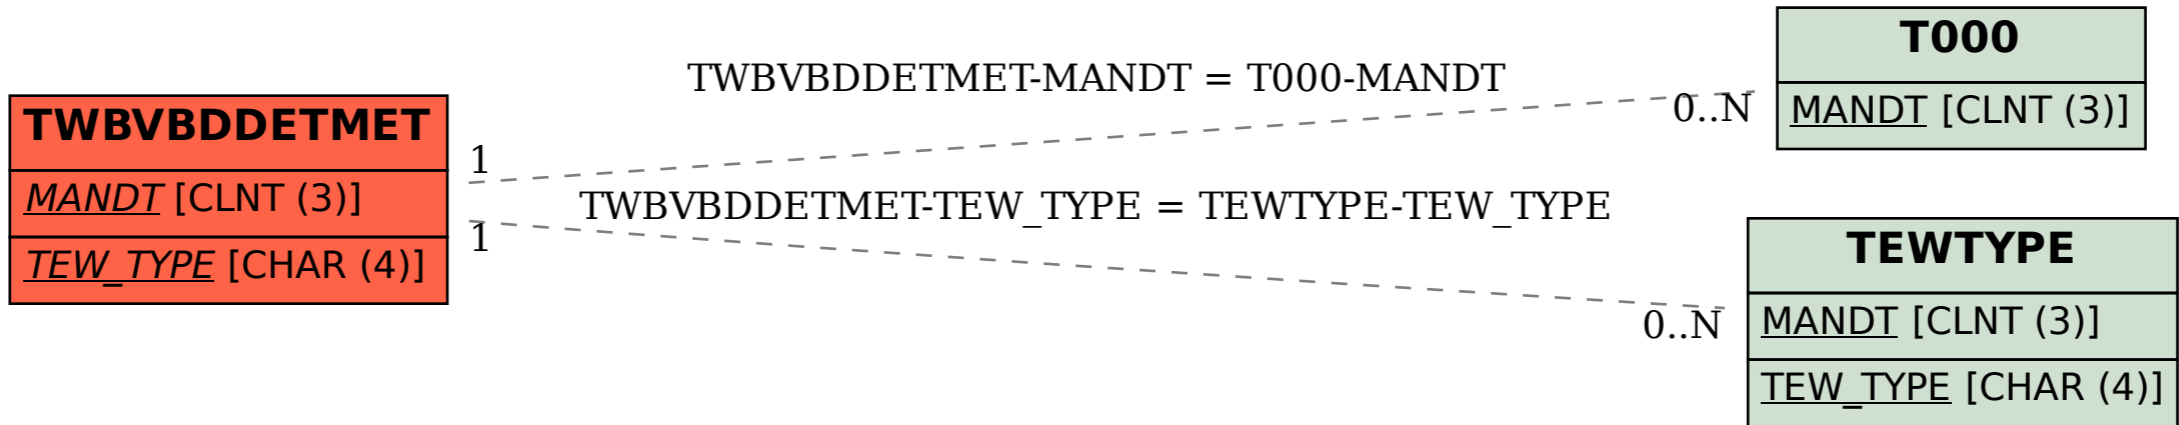 TWBVBDDETMET
MANDT [CLNT (3)]
TEW_TYPE [CHAR (4)]
TWBVBDDETMET-MANDT = T000-MANDT
1
0..N
TWBVBDDETMET-TEW_TYPE = TEWTYPE-TEW_TYPE
1
0..N
T000
MANDT [CLNT (3)]
TEWTYPE
MANDT [CLNT (3)]
TEW_TYPE [CHAR (4)]